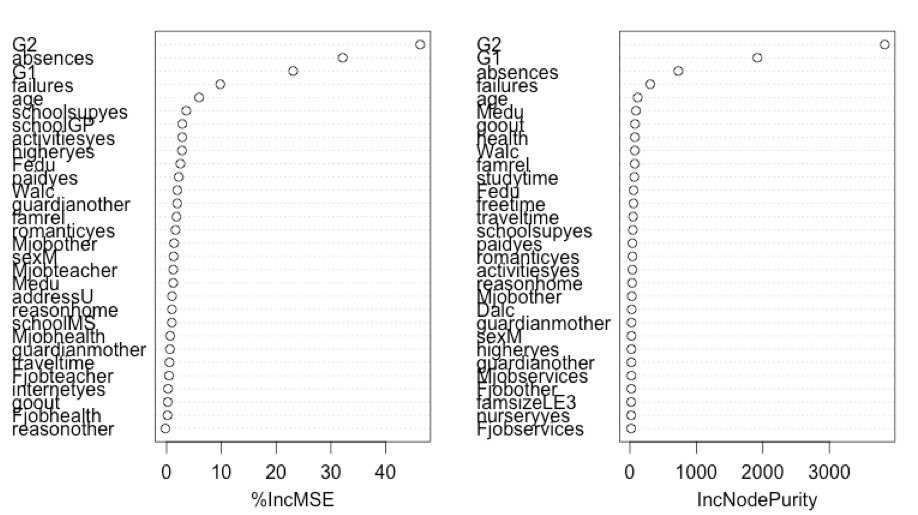 G2
absences
G1
failures
age
schoolsupyes
schoolGP
activitiesyes
higheryes
Fedu
paidyes
Walc
guardianother
famrel
romanticyes
Mjobother
sexM
Mjobteacher
Medu
addressU
reasonhome
schoolMS
Mjobhealth
guardianmother
traveltime
Fjobteacher
internetyes
goout
Fjobhealth
reasonother
0 10 20 30 40
%IncMSE
G2
G1
absences
failures
age
Medu
goout
health
Walc
famrel
studytime
Fedu
freetime
traveltime
schoolsupyes
paidyes
romanticyes
activitiesyes
reasonhome
Mjobother
Dalc
guardianmother
sexM
higheryes
guardianother
Mjobservices
Fjobother
famsizeLE3
nurseryyes
Fjobservices
0 1000 2000 3000
IncNodePurity